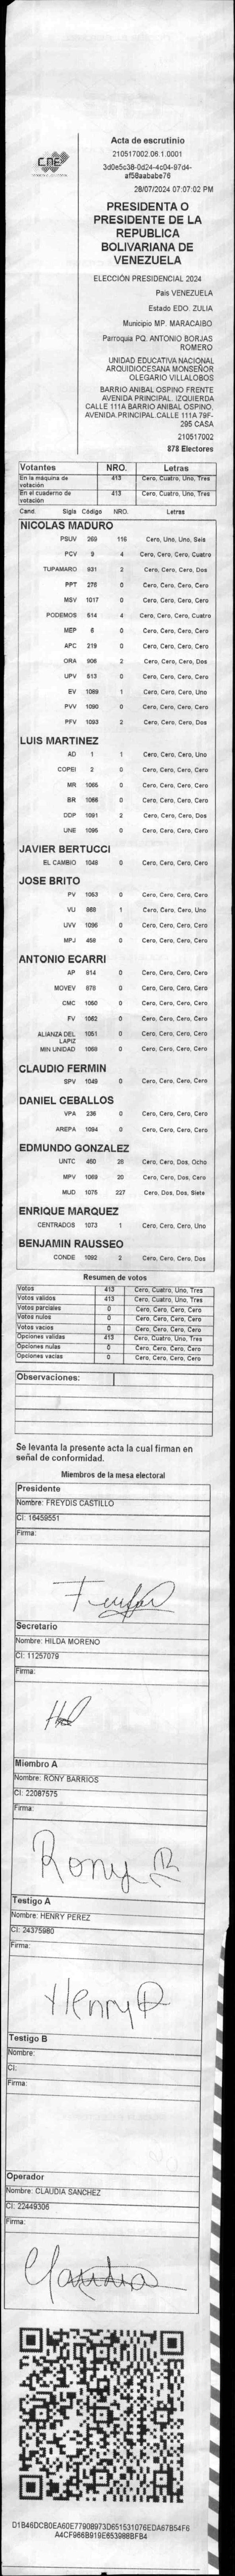 CNE
Acta de escrutinio
210517002.06.1.0001
3d0e5c38-0d24-4c04-97d4-
af58aababe76
28/07/2024 07:07:02 PM
PRESIDENTA O
PRESIDENTE DE LA
REPUBLICA
BOLIVARIANA DE
VENEZUELA
ELECCIÓN PRESIDENCIAL 2024
País VENEZUELA
Estado EDO. ZULIA
Municipio MP. MARACAIBO
Parroquia PQ. ANTONIO BORJAS
ROMERO
UNIDAD EDUCATIVA NACIONAL
ARQUIDIOCESANA MONSEÑOR
OLEGARIO VILLALOBOS
BARRIO ANIBAL OSPINO FRENTE
AVENIDA PRINCIPAL. IZQUIERDA
CALLE 111A BARRIO ANIBAL OSPINO,
AVENIDA PRINCIPAL.CALLE 111A 79F-
295 CASA
210517002
878 Electores
Votantes NRO. Letras
En la máquina de votación 413 Cero, Cuatro, Uno, Tres
En el cuaderno de votación 413 Cero, Cuatro, Uno, Tres
Cand. Sigla Código NRO. Letras
NICOLAS MADURO
PSUV 269 116 Cero, Uno, Uno, Seis
PCV 9 4 Cero, Cero, Cero, Cuatro
TUPAMARO 931 2 Cero, Cero, Cero, Dos
PPT 278 0 Cero, Cero, Cero, Cero
MSV 1017 0 Cero, Cero, Cero, Cero
PODEMOS 514 4 Cero, Cero, Cero, Cuatro
MEP 6 0 Cero, Cero, Cero, Cero
APC 219 0 Cero, Cero, Cero, Cero
ORA 906 2 Cero, Cero, Cero, Dos
UPV 513 0 Cero, Cero, Cero, Cero
EV 1089 1 Cero, Cero, Cero, Uno
PVV 1090 0 Cero, Cero, Cero, Cero
PFV 1093 2 Cero, Cero, Cero, Dos
LUIS MARTINEZ
AD 1 1 Cero, Cero, Cero, Uno
COPEI 2 0 Cero, Cero, Cero, Cero
MR 1065 0 Cero, Cero, Cero, Cero
BR 1066 0 Cero, Cero, Cero, Cero
DDP 1091 2 Cero, Cero, Cero, Dos
UNE 1095 0 Cero, Cero, Cero, Cero
JAVIER BERTUCCI
EL CAMBIO 1048 0 Cero, Cero, Cero, Cero
JOSE BRITO
PV 1053 0 Cero, Cero, Cero, Cero
VU 868 1 Cero, Cero, Cero, Uno
UVV 1096 0 Cero, Cero, Cero, Cero
MPJ 459 0 Cero, Cero, Cero, Cero
ANTONIO ECARRI
AP 914 0 Cero, Cero, Cero, Cero
MOVEV 878 0 Cero, Cero, Cero, Cero
CMC 1050 0 Cero, Cero, Cero, Cero
FV 1062 0 Cero, Cero, Cero, Cero
ALIANZA DEL LAPIZ 1051 0 Cero, Cero, Cero, Cero
MIN UNIDAD 1068 0 Cero, Cero, Cero, Cero
CLAUDIO FERMIN
SPV 1049 0 Cero, Cero, Cero, Cero
DANIEL CEBALLOS
VPA 236 0 Cero, Cero, Cero, Cero
AREPA 1094 0 Cero, Cero, Cero, Cero
EDMUNDO GONZALEZ
UNTC 460 28 Cero, Cero, Dos, Ocho
MPV 1069 20 Cero, Cero, Dos, Cero
MUD 1075 227 Cero, Dos, Dos, Siete
ENRIQUE MARQUEZ
CENTRADOS 1073 1 Cero, Cero, Cero, Uno
BENJAMIN RAUSSEO
CONDE 1092 2 Cero, Cero, Cero, Dos
Resumen de votos
Votos 413 Cero, Cuatro, Uno, Tres
Votos validos 413 Cero, Cuatro, Uno, Tres
Votos parciales 0 Cero, Cero, Cero, Cero
Votos nulos 0 Cero, Cero, Cero, Cero
Votos vacios 0 Cero, Cero, Cero, Cero
Opciones validas 413 Cero, Cuatro, Uno, Tres
Opciones nulas 0 Cero, Cero, Cero, Cero
Opciones vacias 0 Cero, Cero, Cero, Cero
Observaciones:
Se levanta la presente acta la cual firman en
señal de conformidad.
Miembros de la mesa electoral
Presidente
Nombre: FREYDIS CASTILLO
CI: 16459551
Firma:
Secretario
Nombre: HILDA MORENO
CI: 11257079
Firma:
Miembro A
Nombre: RONY BARRIOS
CI: 22087575
Firma:
Rony B
Testigo A
Nombre: HENRY PEREZ
CI: 24375980
Firma:
Henry P
Testigo B
Nombre:
CI:
Firma:
Operador
Nombre: CLAUDIA SANCHEZ
CI: 22449306
Firma:
Claudia
D1B46DCB0EA60E7790B973D651531076EDA67B54F6
A4CF966B919E653988BFB4